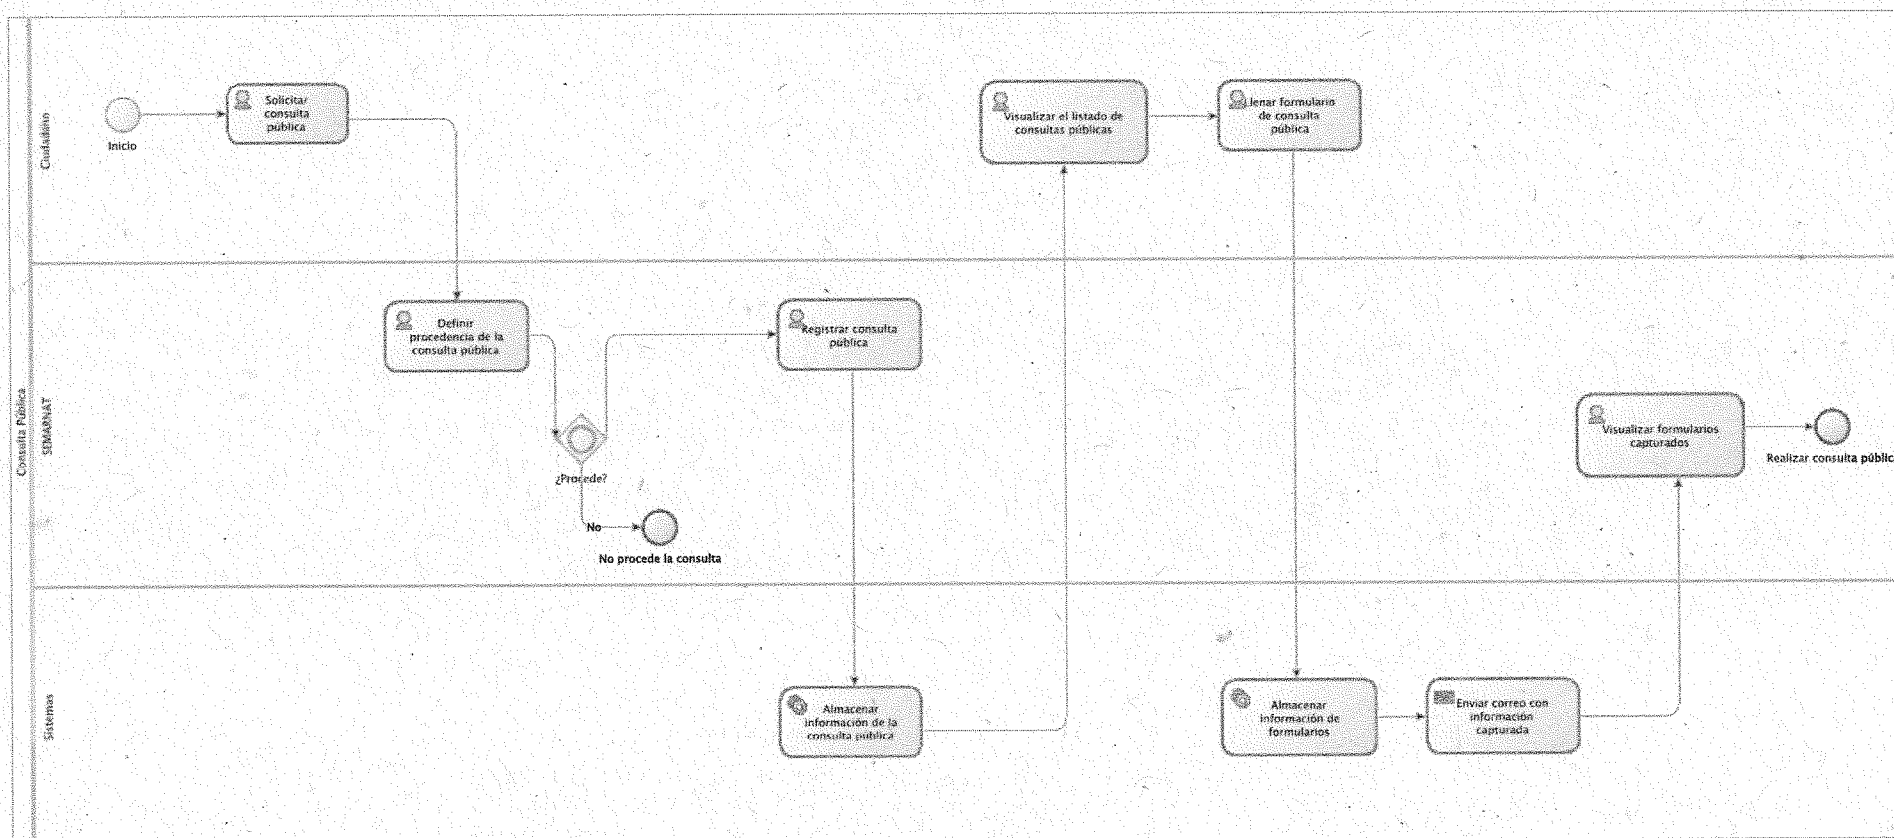 Consulta Pública
Ciudadano
Inicio
Solicitar
consulta
pública
Visualizar el listado de
consultas públicas
Llenar formulario
de consulta
pública
SEMARNAT
Definir
procedencia de la
consulta pública
¿Procede?
No
No procede la consulta
Registrar consulta
pública
Visualizar formularios
capturados
Realizar consulta públic
Sistemas
Almacenar
información de la
consulta pública
Almacenar
información de
formularios
Enviar correo con
información
capturada